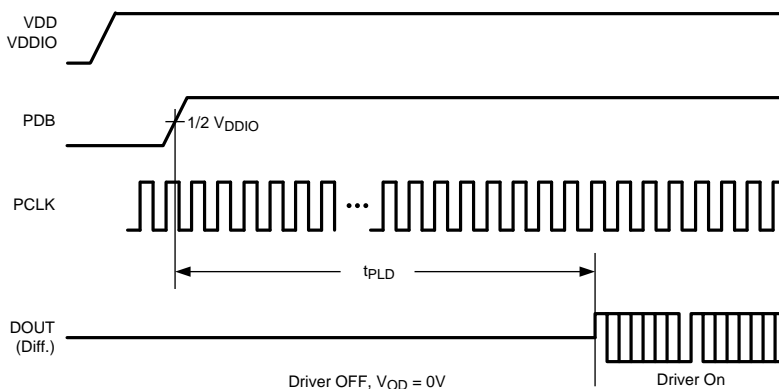 VDD
VDDIO
PDB
1/2 VDDIO
PCLK
•••
tPLD
DOUT
(Diff.)
Driver OFF, VOD = 0V
Driver On